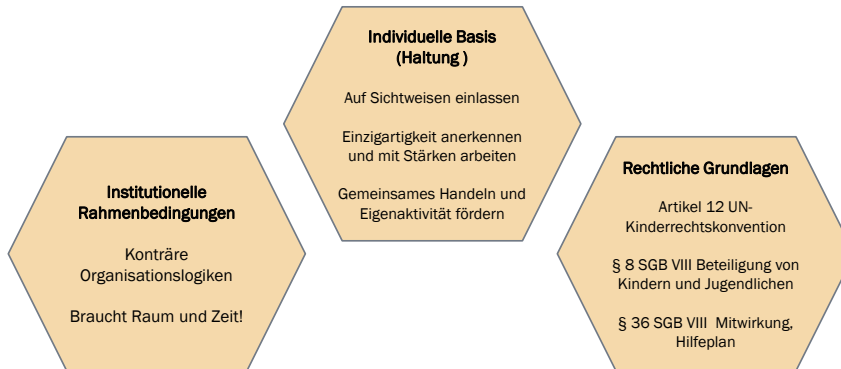 Institutionelle
Rahmenbedingungen
Konträre
Organisationslogiken
Braucht Raum und Zeit!
Individuelle Basis
(Haltung )
Auf Sichtweisen einlassen
Einzigartigkeit anerkennen
und mit Stärken arbeiten
Gemeinsames Handeln und
Eigenaktivität fördern
Rechtliche Grundlagen
Artikel 12 UN-
Kinderrechtskonvention
§ 8 SGB VIII Beteiligung von
Kindern und Jugendlichen
§ 36 SGB VIII Mitwirkung,
Hilfeplan